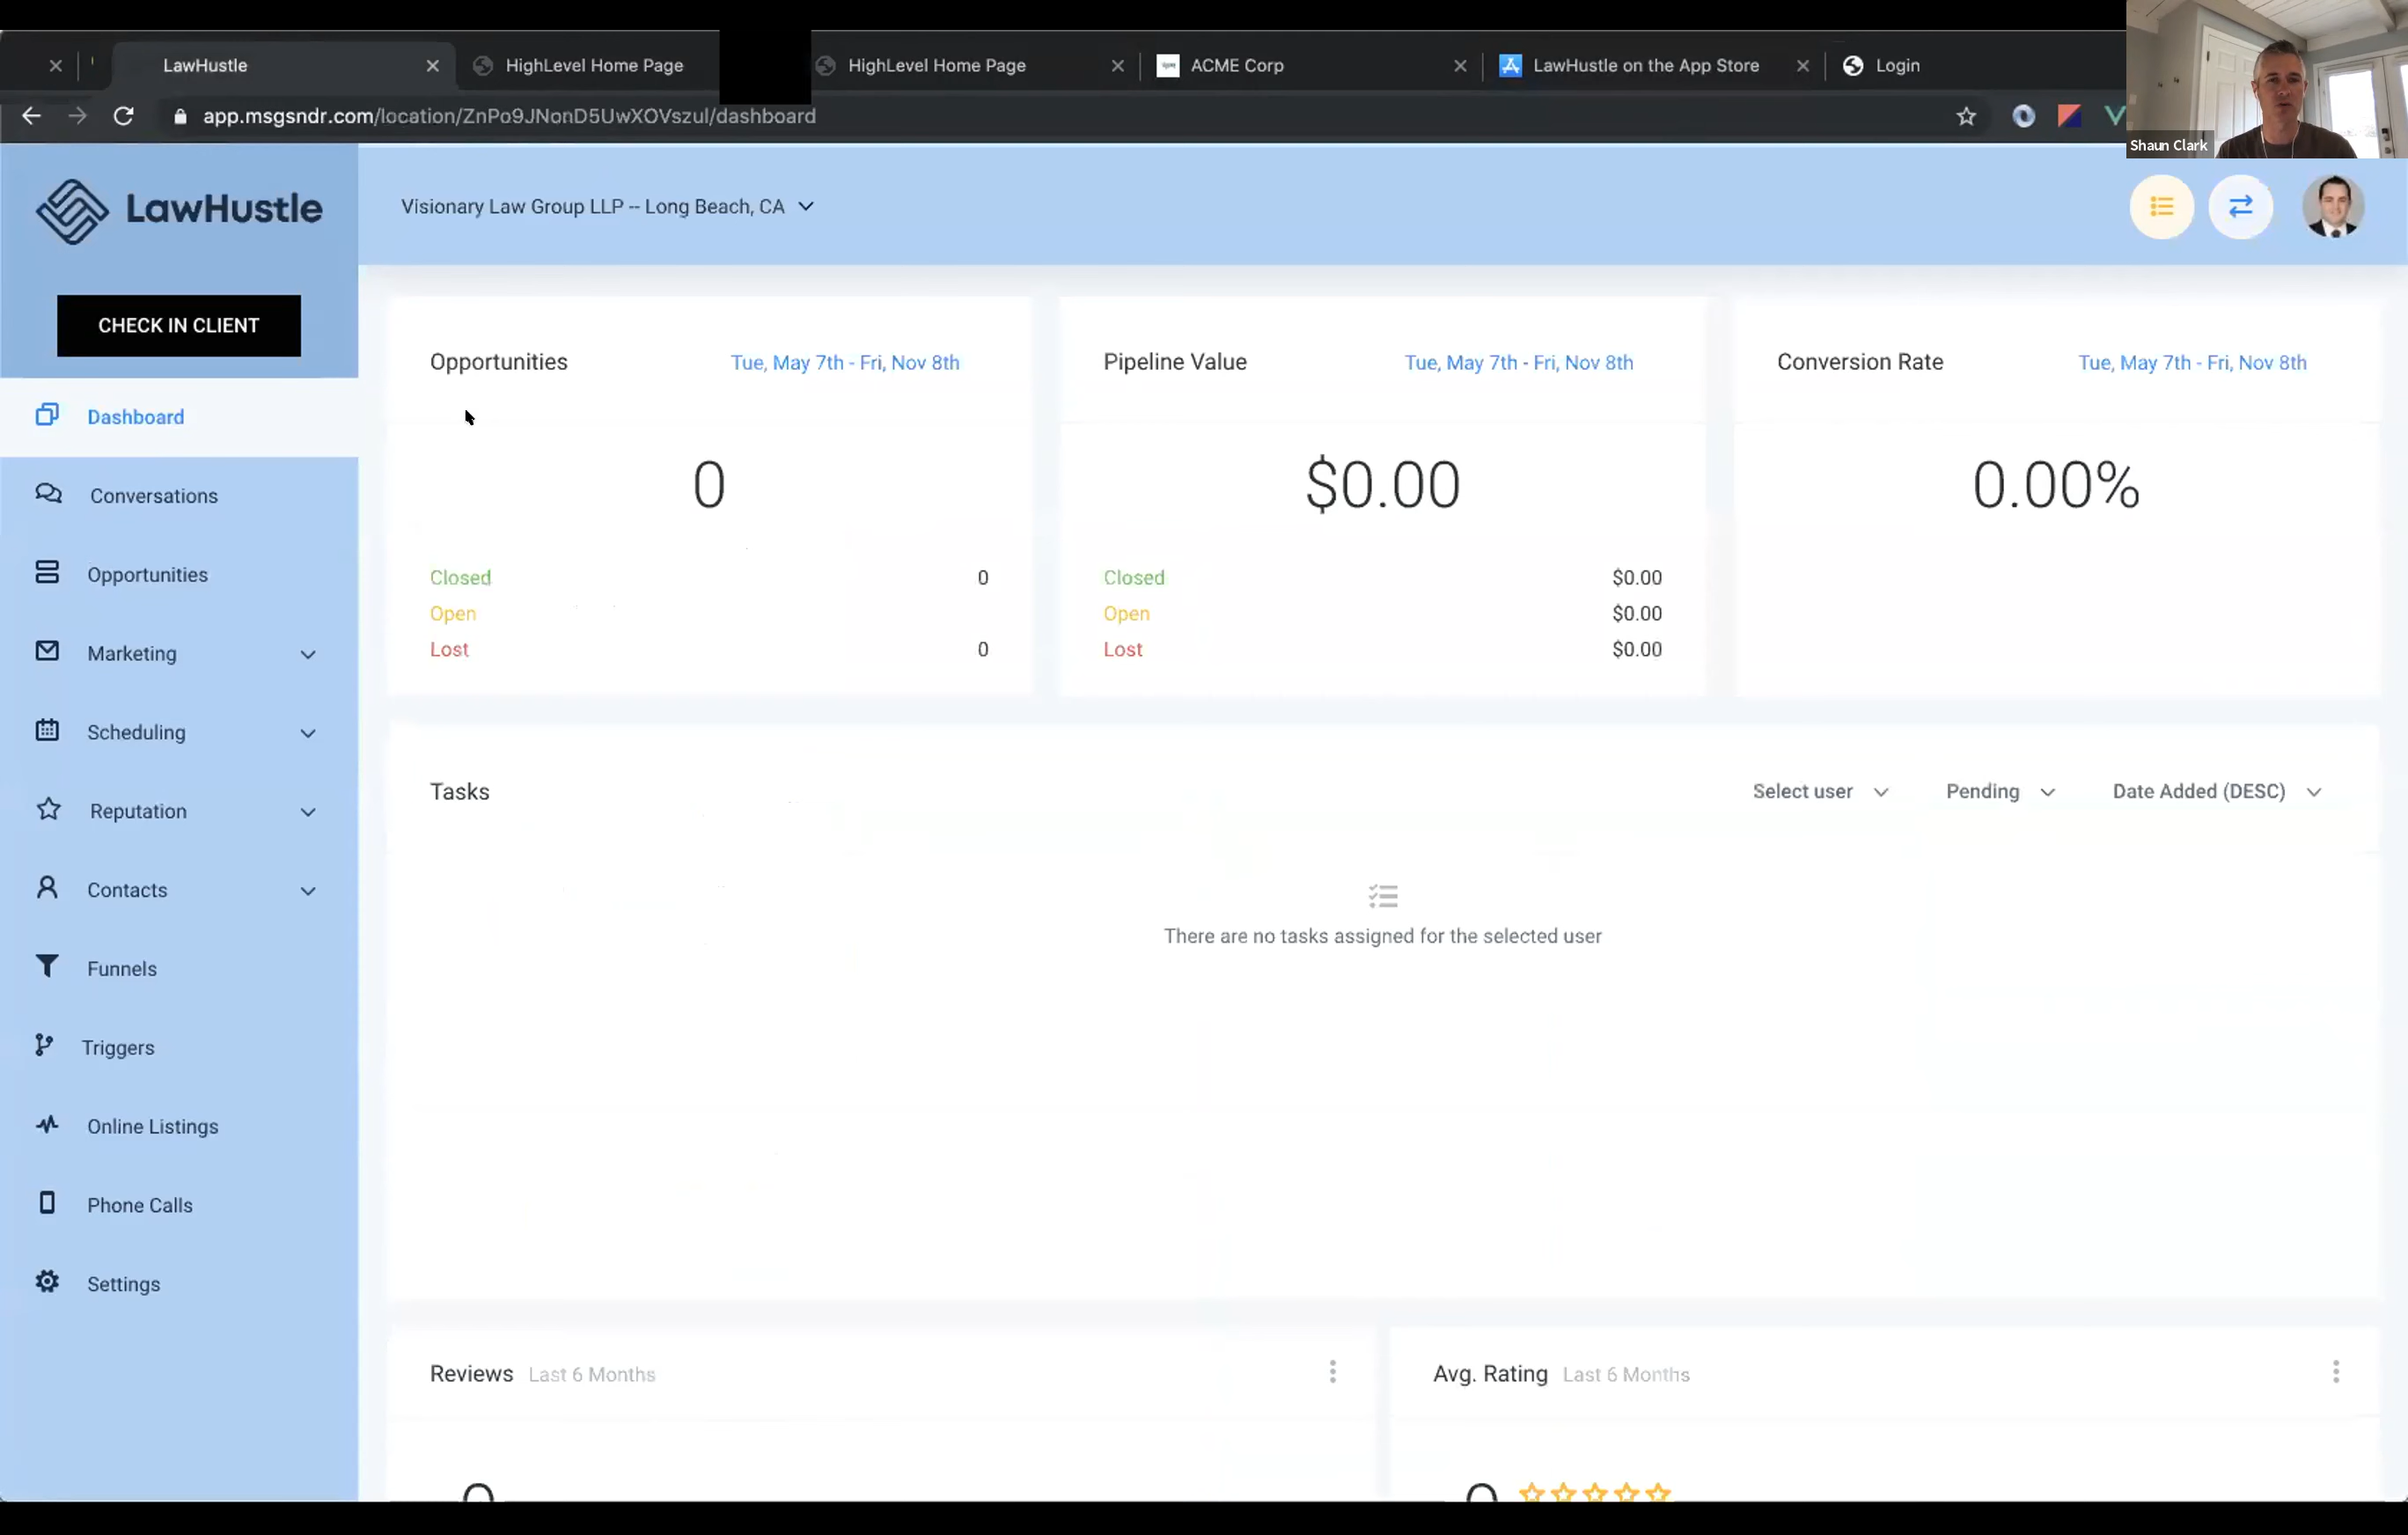 LawHustle
HighLevel Home Page
HighLevel Home Page
ACME Corp
LawHustle on the App Store
Login
app.msgsndr.com/location/ZnPo9JNonD5UwXOVszul/dashboard
Shaun Clark
LawHustle
Visionary Law Group LLP -- Long Beach, CA
CHECK IN CLIENT
Dashboard
Conversations
Opportunities
Marketing
Scheduling
Reputation
Contacts
Funnels
Triggers
Online Listings
Phone Calls
Settings
Opportunities Tue, May 7th - Fri, Nov 8th
0
Closed 0
Open
Lost 0
Pipeline Value Tue, May 7th - Fri, Nov 8th
$0.00
Closed $0.00
Open $0.00
Lost $0.00
Conversion Rate Tue, May 7th - Fri, Nov 8th
0.00%
Tasks Select user Pending Date Added (DESC)
There are no tasks assigned for the selected user
Reviews Last 6 Months
Avg. Rating Last 6 Months